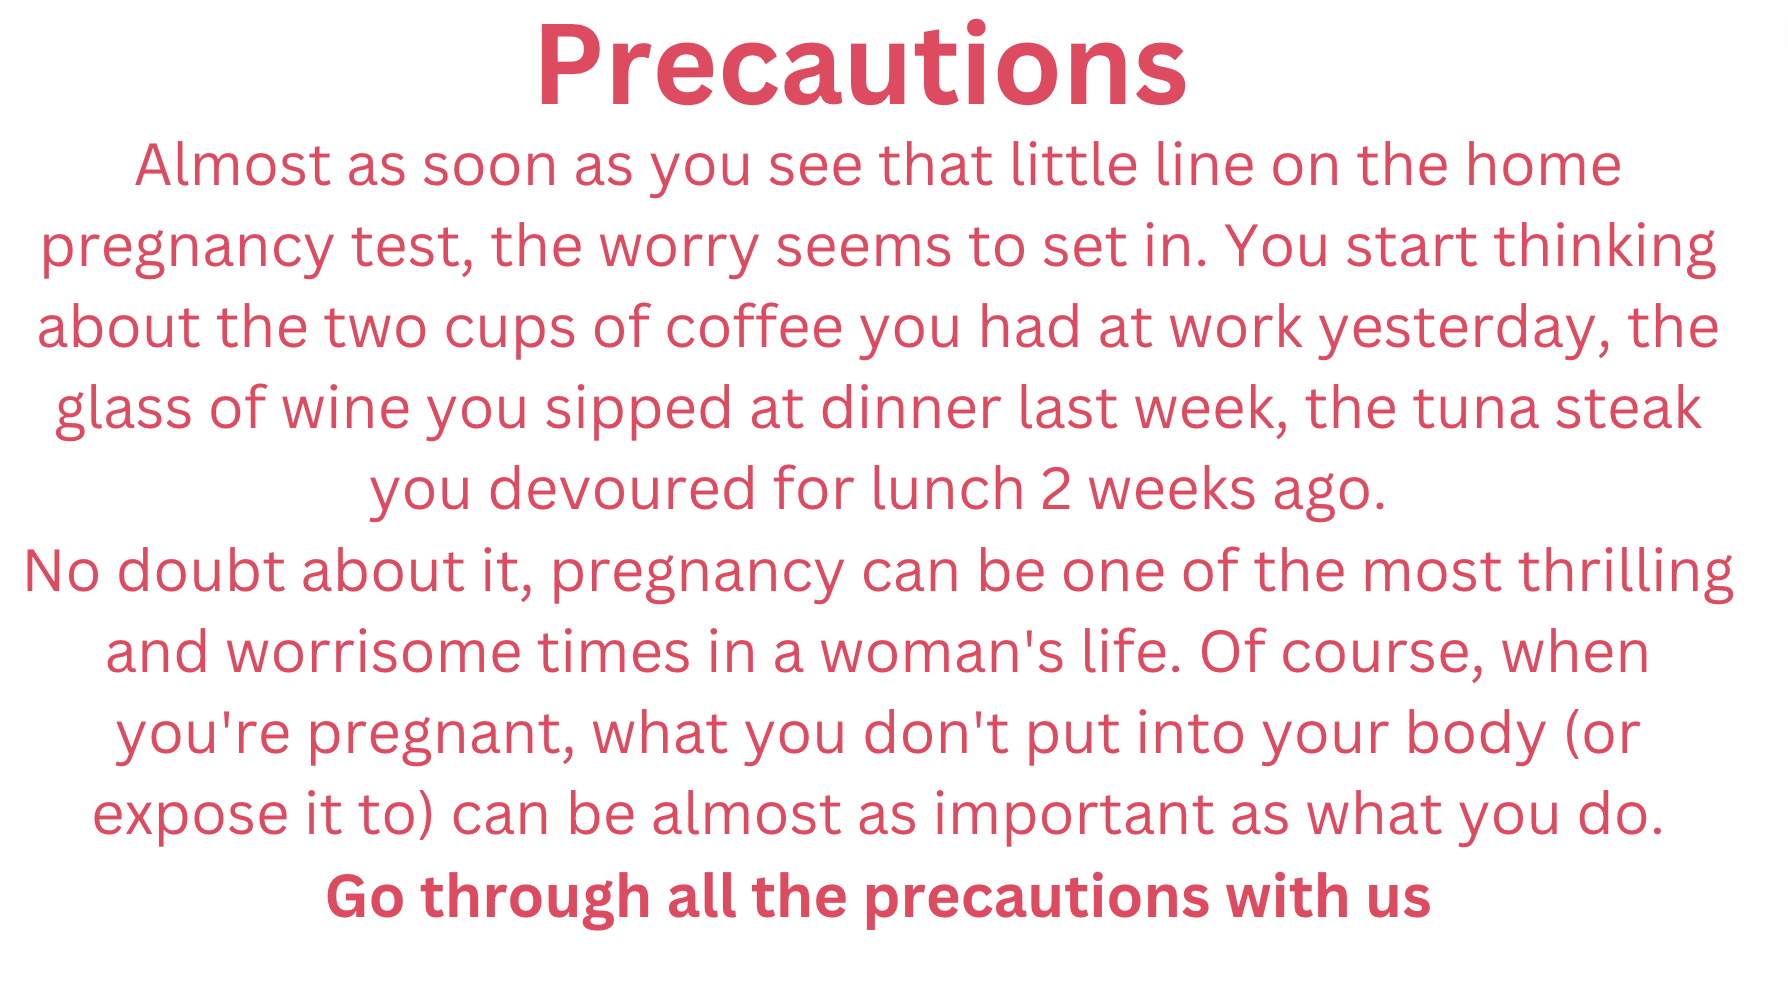 Precautions
Almost as soon as you see that little line on the home
pregnancy test, the worry seems to set in. You start thinking
about the two cups of coffee you had at work yesterday, the
glass of wine you sipped at dinner last week, the tuna steak
you devoured for lunch 2 weeks ago.
No doubt about it, pregnancy can be one of the most thrilling
and worrisome times in a woman's life. Of course, when
you're pregnant, what you don't put into your body (or
expose it to) can be almost as important as what you do.
Go through all the precautions with us